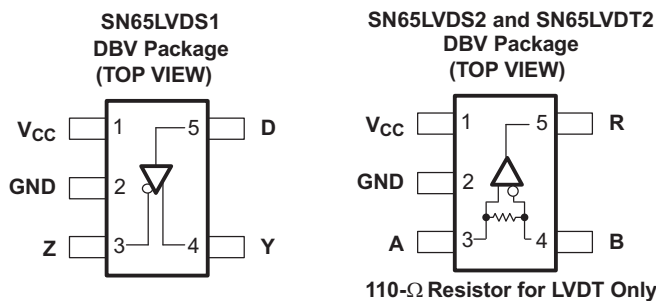 SN65LVDS1
DBV Package
(TOP VIEW)
VCC 1 5 D
GND 2
Z 3 4 Y
SN65LVDS2 and SN65LVDT2
DBV Package
(TOP VIEW)
VCC 1 5 R
GND 2
A 3 4 B
110-Ω Resistor for LVDT Only